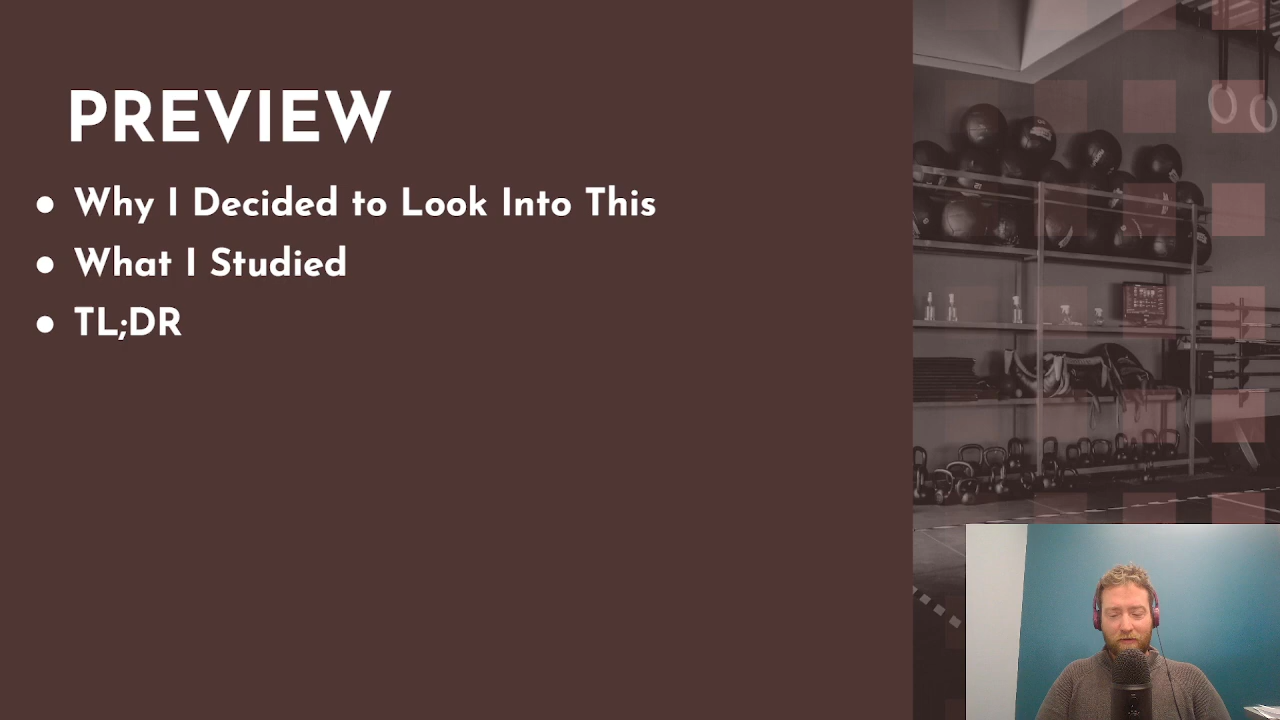 PREVIEW
● Why I Decided to Look Into This
● What I Studied
● TL;DR